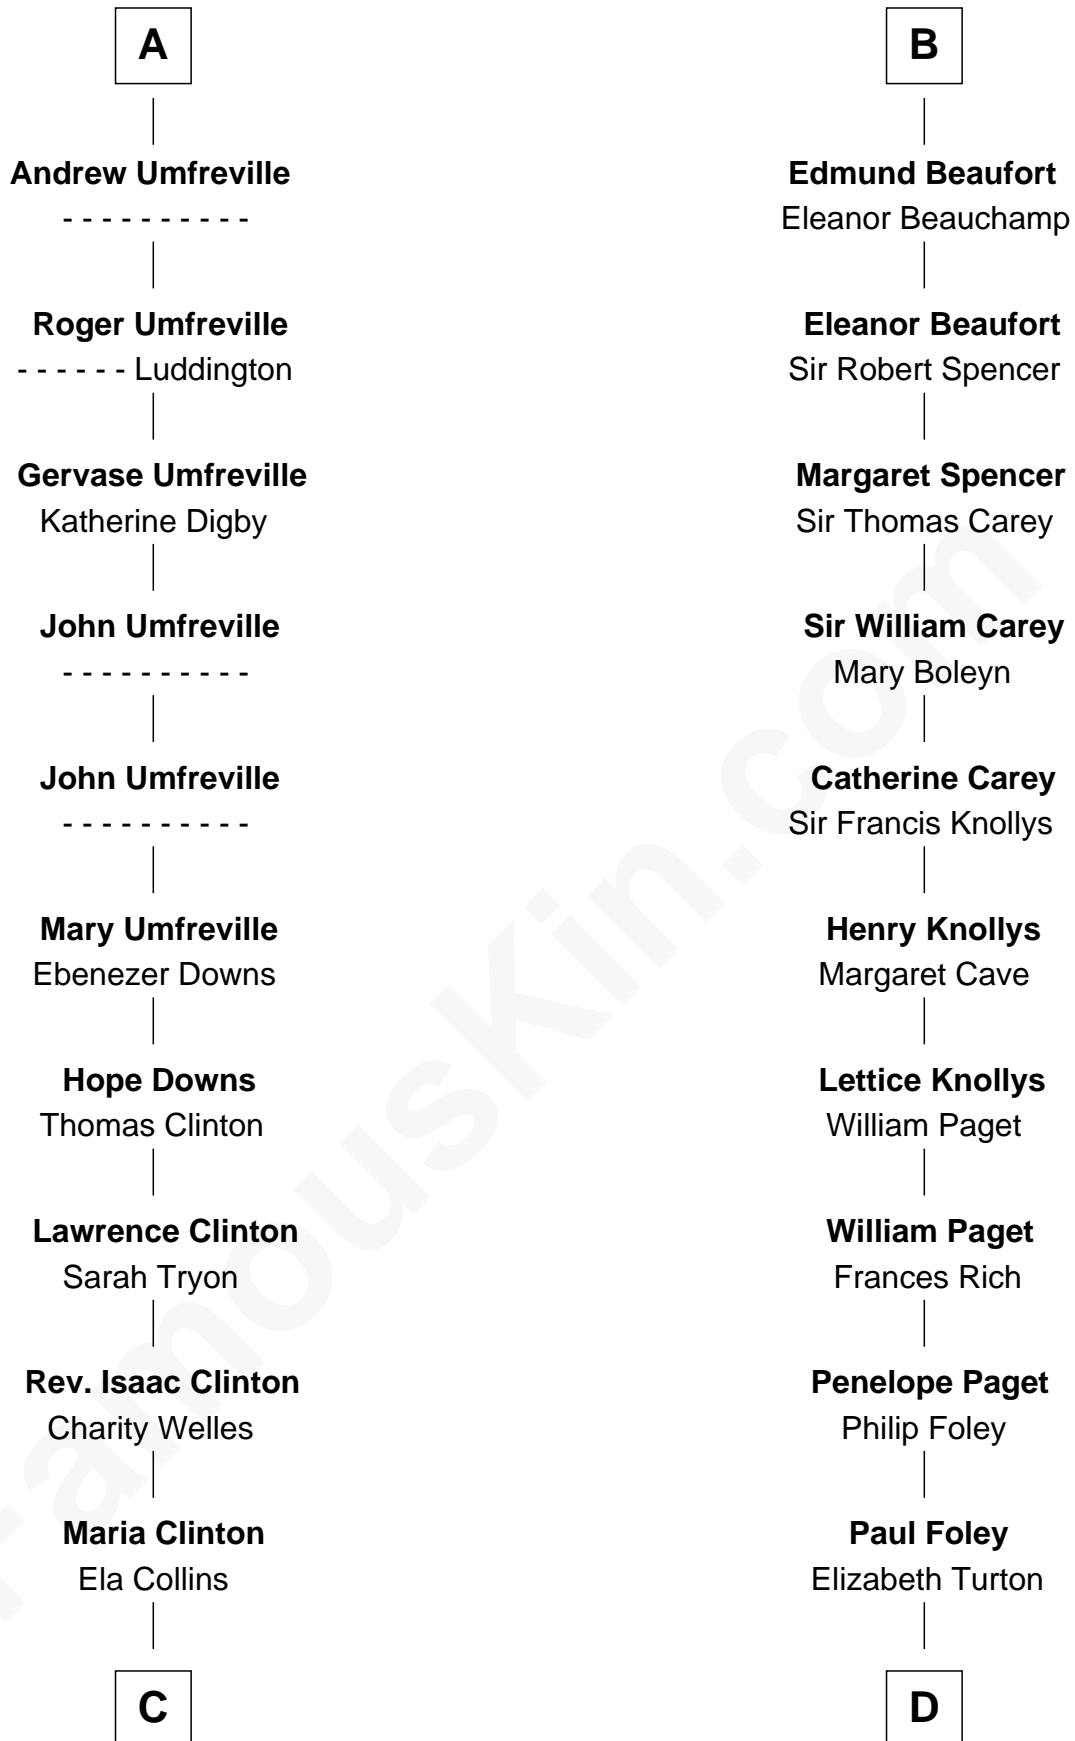 A
Andrew Umfreville
- - - - - - - - - -
Roger Umfreville
- - - - - - Luddington
Gervase Umfreville
Katherine Digby
John Umfreville
- - - - - - - - - -
John Umfreville
- - - - - - - - - -
Mary Umfreville
Ebenezer Downs
Hope Downs
Thomas Clinton
Lawrence Clinton
Sarah Tryon
Rev. Isaac Clinton
Charity Welles
Maria Clinton
Ela Collins
C
B
Edmund Beaufort
Eleanor Beauchamp
Eleanor Beaufort
Sir Robert Spencer
Margaret Spencer
Sir Thomas Carey
Sir William Carey
Mary Boleyn
Catherine Carey
Sir Francis Knollys
Henry Knollys
Margaret Cave
Lettice Knollys
William Paget
William Paget
Frances Rich
Penelope Paget
Philip Foley
Paul Foley
Elizabeth Turton
D
FamousKin.com